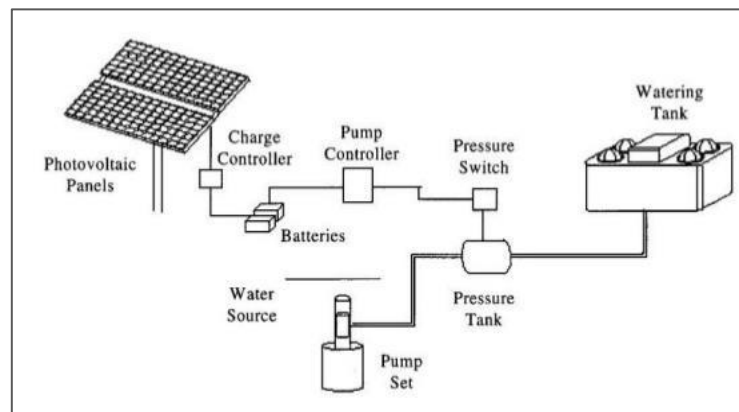 Photovoltaic
Panels
Charge
Controller
Batteries
Pump
Controller
Pressure
Switch
Watering
Tank
Water
Source
Pump
Set
Pressure
Tank